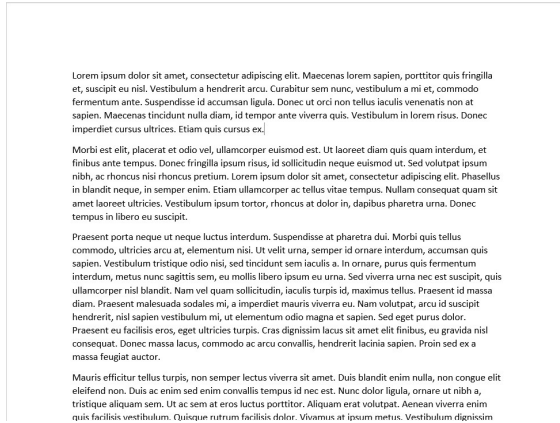 Lorem ipsum dolor sit amet, consectetur adipiscing elit. Maecenas lorem sapien, porttitor quis fringilla
et, suscipit eu nisl. Vestibulum a hendrerit arcu. Curabitur sem nunc, vestibulum a mi et, commodo
fermentum ante. Suspendisse id accumsan ligula. Donec ut orci non tellus iaculis venenatis non at
sapien. Maecenas tincidunt nulla diam, id tempor ante viverra quis. Vestibulum in lorem risus. Donec
imperdiet cursus ultrices. Etiam quis cursus ex.
Morbi est elit, placerat et odio vel, ullamcorper euismod est. Ut laoreet diam quis quam interdum, et
finibus ante tempus. Donec fringilla ipsum risus, id sollicitudin neque euismod ut. Sed volutpat ipsum
nibh, ac rhoncus nisi rhoncus pretium. Lorem ipsum dolor sit amet, consectetur adipiscing elit. Phasellus
in blandit neque, in semper enim. Etiam ullamcorper ac tellus vitae tempus. Nullam consequat quam sit
amet laoreet ultricies. Vestibulum ipsum tortor, rhoncus at dolor in, dapibus pharetra urna. Donec
tempus in libero eu suscipit.
Praesent porta neque ut neque luctus interdum. Suspendisse at pharetra dui. Morbi quis tellus
commodo, ultricies arcu at, elementum nisi. Ut velit urna, semper id ornare interdum, accumsan quis
sapien. Vestibulum tristique odio nisi, sed tincidunt sem iaculis a. In ornare, purus quis fermentum
interdum, metus nunc sagittis sem, eu mollis libero ipsum eu urna. Sed viverra urna nec est suscipit, quis
ullamcorper nisl blandit. Nam vel quam sollicitudin, iaculis turpis id, maximus tellus. Praesent id massa
diam. Praesent malesuada sodales mi, a imperdiet mauris viverra eu. Nam volutpat, arcu id suscipit
hendrerit, nisl sapien vestibulum mi, ut elementum odio magna et sapien. Sed eget purus dolor.
Praesent eu facilisis eros, eget ultricies turpis. Cras dignissim lacus sit amet elit finibus, eu gravida nisl
consequat. Donec massa lacus, commodo ac arcu convallis, hendrerit lacinia sapien. Proin sed ex a
massa feugiat auctor.
Mauris efficitur tellus turpis, non semper lectus viverra sit amet. Duis blandit enim nulla, non congue elit
eleifend non. Duis ac enim sed enim convallis tempus id nec est. Nunc dolor ligula, ornare ut nibh a,
tristique aliquam sem. Ut ac sem at eros luctus porttitor. Aliquam erat volutpat. Aenean enim
quis facilisis vestibulum. Quisque rutrum facilisis dolor. Vivamus at ipsum metus. Vestibulum dignissim